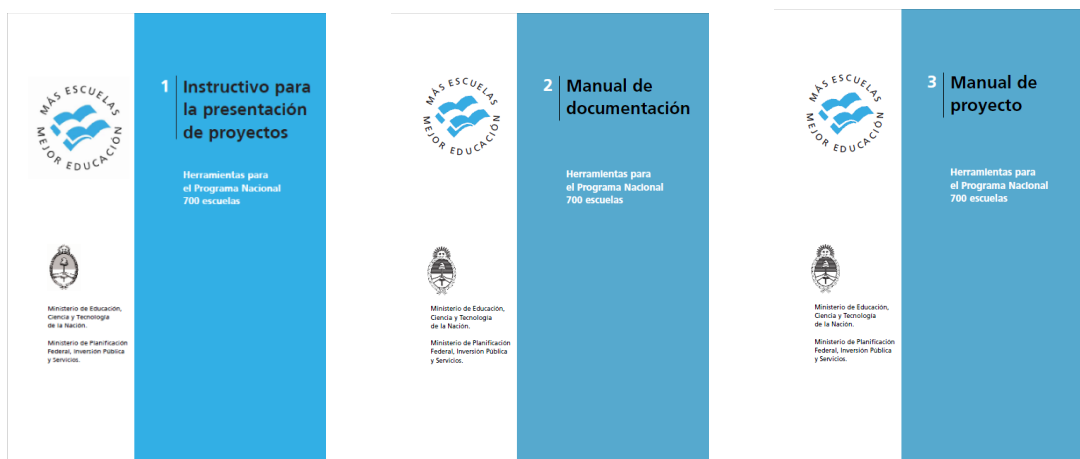 MÁS ESCUELAS
MEJOR EDUCACIÓN
1
Instructivo para
la presentación
de proyectos
Herramientas para
el Programa Nacional
700 escuelas
Ministerio de Educación,
Ciencia y Tecnología
de la Nación.
Ministerio de Planificación
Federal, Inversión Pública
y Servicios.
MÁS ESCUELAS
MEJOR EDUCACIÓN
2
Manual de
documentación
Herramientas para
el Programa Nacional
700 escuelas
Ministerio de Educación,
Ciencia y Tecnología
de la Nación.
Ministerio de Planificación
Federal, Inversión Pública
y Servicios.
MÁS ESCUELAS
MEJOR EDUCACIÓN
3
Manual de
proyecto
Herramientas para
el Programa Nacional
700 escuelas
Ministerio de Educación,
Ciencia y Tecnología
de la Nación.
Ministerio de Planificación
Federal, Inversión Pública
y Servicios.